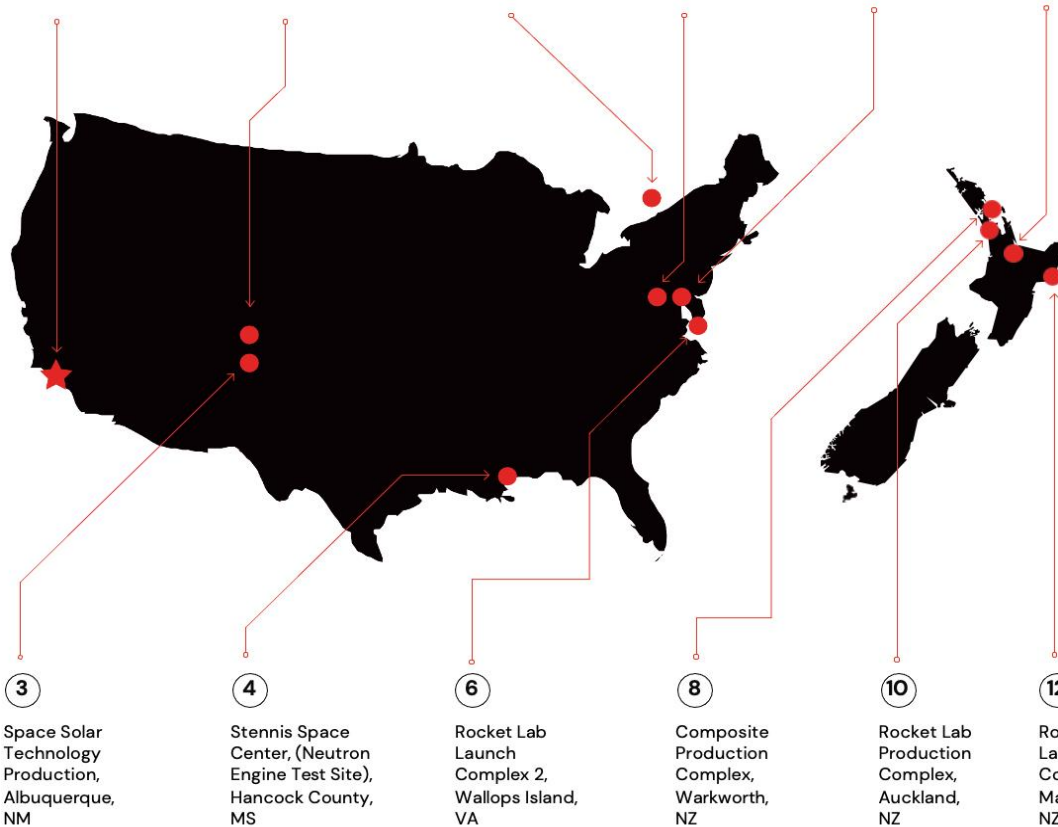 3
Space Solar
Technology
Production,
Albuquerque,
NM
4
Stennis Space
Center, (Neutron
Engine Test Site),
Hancock County,
MS
6
Rocket Lab
Launch
Complex 2,
Wallops Island,
VA
8
Composite
Production
Complex,
Warkworth,
NZ
10
Rocket Lab
Production
Complex,
Auckland,
NZ
12
NZ